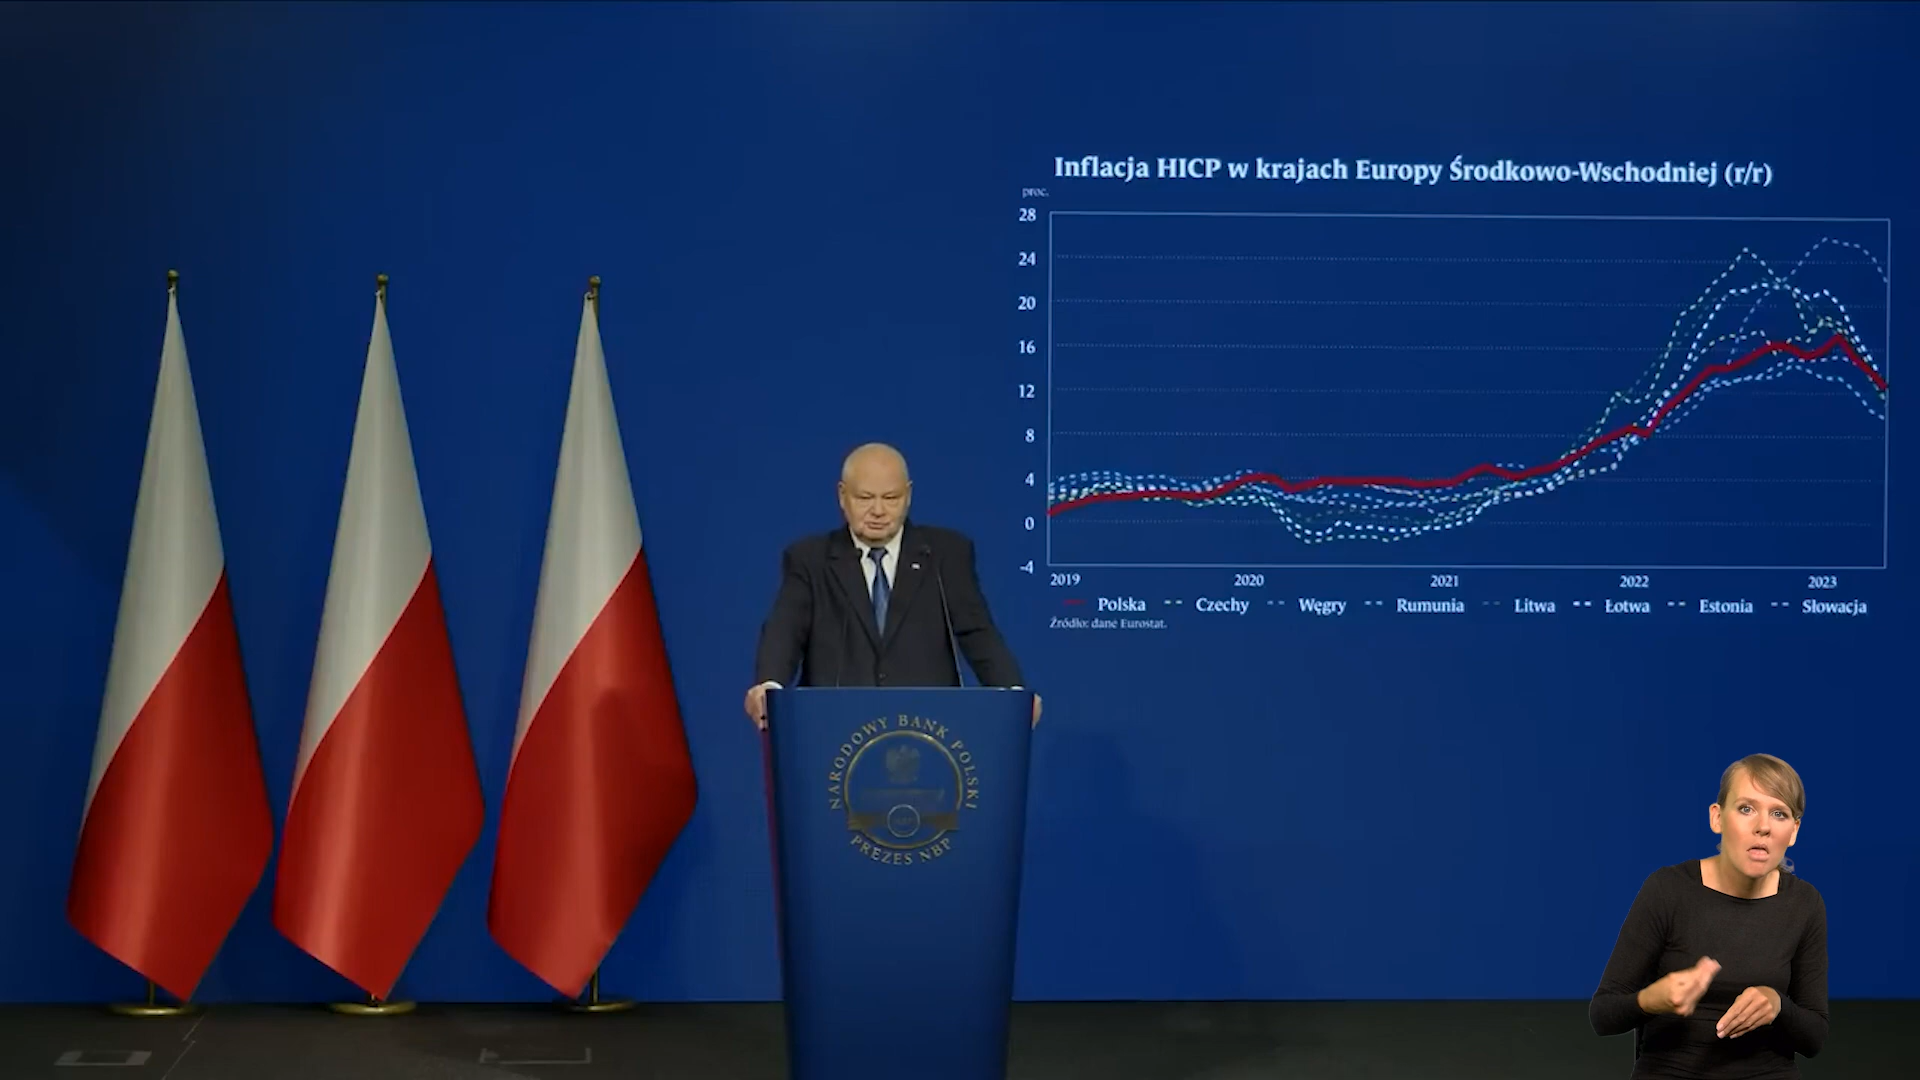 Inflacja HICP w krajach Europy Środkowo-Wschodniej (r/r)
proc.
28
24
20
16
12
8
4
0
-4
2019 2020 2021 2022 2023
Polska Czechy Węgry Rumunia Litwa Łotwa Estonia Słowacja
Źródło: dane Eurostat.
NARODOWY BANK POLSKI
PREZES NBP